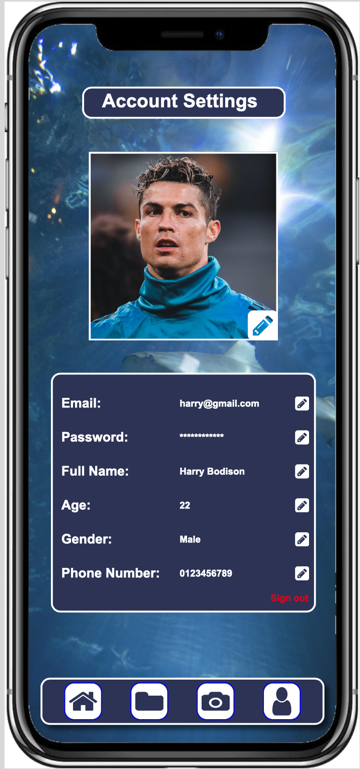 Account Settings
Email: harry@gmail.com
Password: ************
Full Name: Harry Bodison
Age: 22
Gender: Male
Phone Number: 0123456789
Sign out